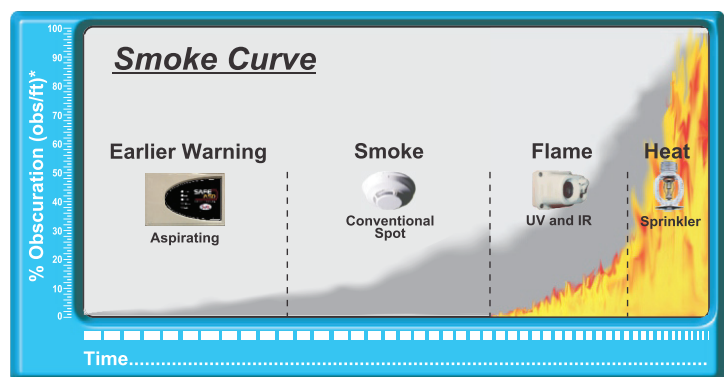 Smoke Curve
% Obscuration (obs/ft)*
100
90
80
70
60
50
40
30
20
10
0
Earlier Warning
SAFE
Aspirating
Smoke
Conventional
Spot
Flame
UV and IR
Heat
Sprinkler
Time